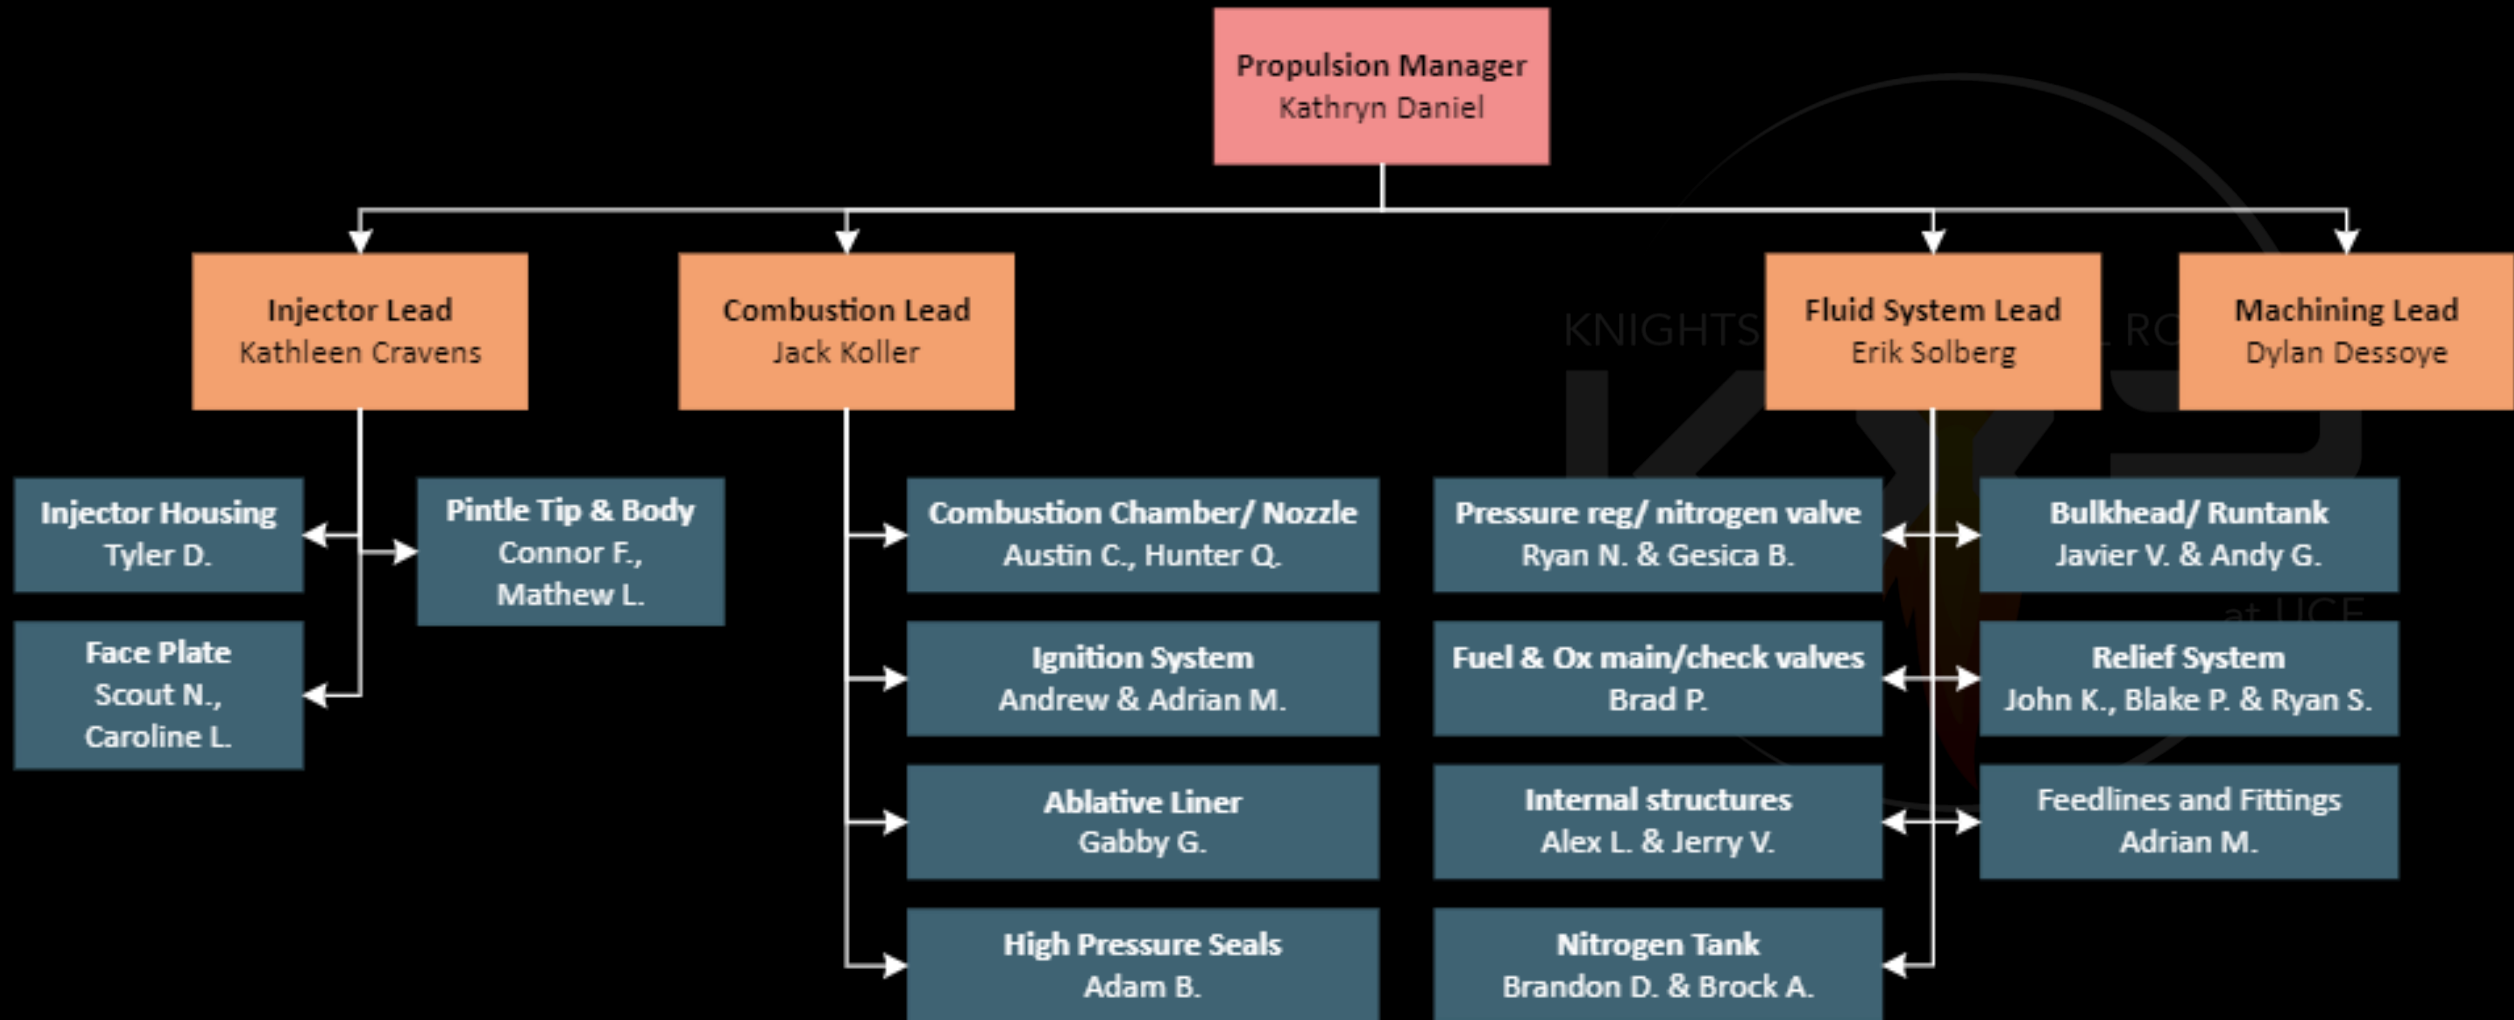 Propulsion Manager
Kathryn Daniel
Injector Lead
Kathleen Cravens
Combustion Lead
Jack Koller
Fluid System Lead
Erik Solberg
Machining Lead
Dylan Dessoye
KNIGHTS
Injector Housing
Tyler D.
Pintle Tip & Body
Connor F.,
Mathew L.
Face Plate
Scout N.,
Caroline L.
Combustion Chamber/ Nozzle
Austin C., Hunter Q.
Ignition System
Andrew & Adrian M.
Ablative Liner
Gabby G.
High Pressure Seals
Adam B.
Pressure reg/ nitrogen valve
Ryan N. & Gesica B.
Fuel & Ox main/check valves
Brad P.
Internal structures
Alex L. & Jerry V.
Nitrogen Tank
Brandon D. & Brock A.
Bulkhead/ Runtank
Javier V. & Andy G.
at UCF
Relief System
John K., Blake P. & Ryan S.
Feedlines and Fittings
Adrian M.